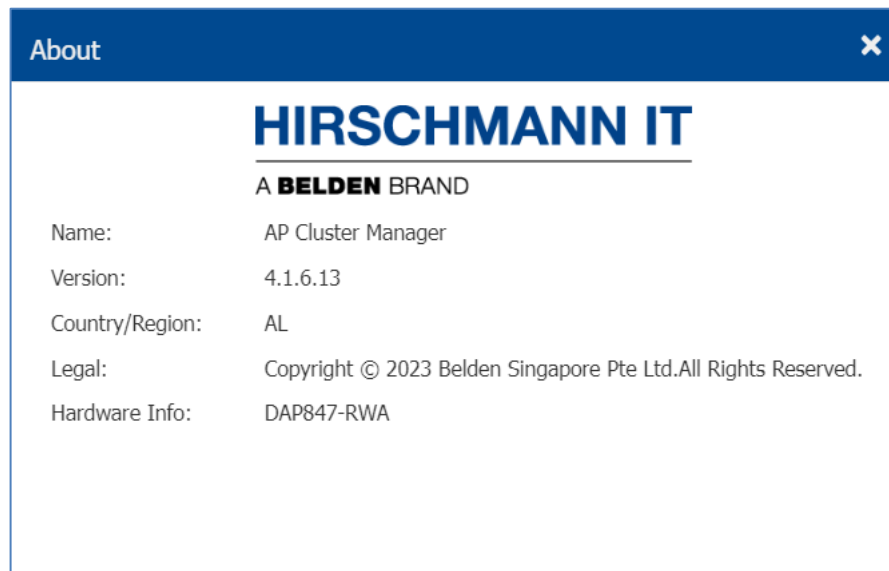 About
HIRSCHMANN IT
A BELDEN BRAND
Name: AP Cluster Manager
Version: 4.1.6.13
Country/Region: AL
Legal: Copyright © 2023 Belden Singapore Pte Ltd.All Rights Reserved.
Hardware Info: DAP847-RWA